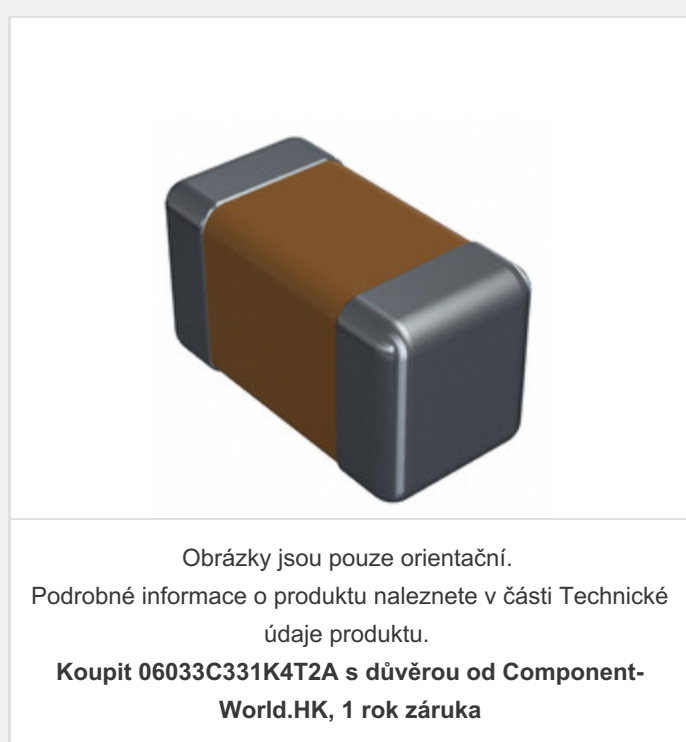 Obrázky jsou pouze orientační.
Podrobné informace o produktu naleznete v části Technické
údaje produktu.
Koupit 06033C331K4T2A s důvěrou od Component-
World.HK, 1 rok záruka